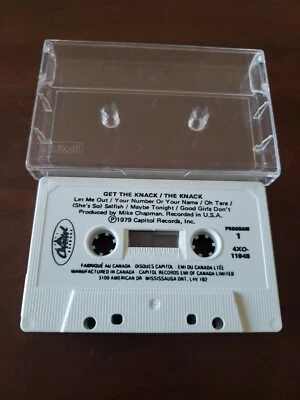 GET THE KNACK / THE KNACK
Let Me Out / Your Number Or Your Name / Oh Tara /
(She's So) Selfish / Maybe Tonight / Good Girls Don't
Produced by Mike Chapman. Recorded in U.S.A.
Ⓟ1979 Capitol Records, Inc.
Capitol
PROGRAM
1
4XO-
11948
FABRIQUÉ AU CANADA DISQUES CAPITOL EMI DU CANADA LTÉE
MANUFACTURED IN CANADA CAPITOL RECORDS EMI OF CANADA LIMITED
3109 AMERICAN DR MISSISSAUGA ONT. L4V 1B2